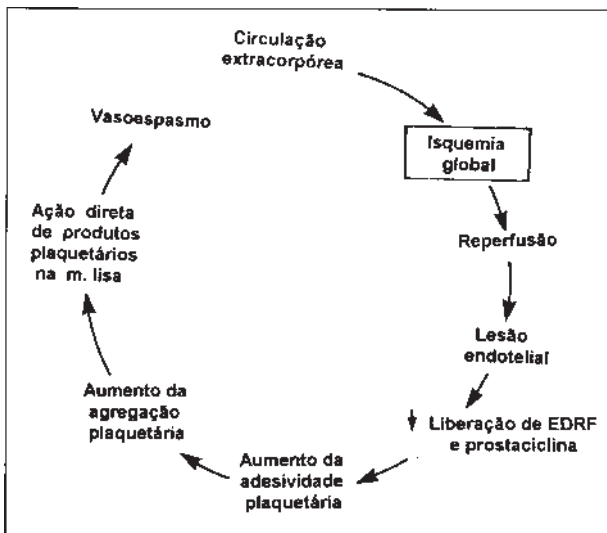 Circulação
extracorpórea
Isquemia
global
Reperfusão
Lesão
endotelial
Liberação de EDRF
e prostaciclina
Aumento da
adesividade
plaquetária
Aumento da
agregação
plaquetária
Ação direta
de produtos
plaquetários
na m. lisa
Vasoespasmo